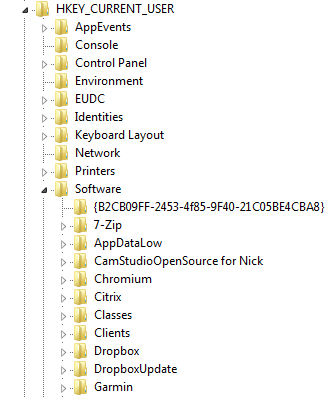 HKEY_CURRENT_USER
AppEvents
Console
Control Panel
Environment
EUDC
Identities
Keyboard Layout
Network
Printers
Software
{B2CB09FF-2453-4f85-9F40-21C05BE4CBA8}
7-Zip
AppDataLow
CamStudioOpenSource for Nick
Chromium
Citrix
Classes
Clients
Dropbox
DropboxUpdate
Garmin